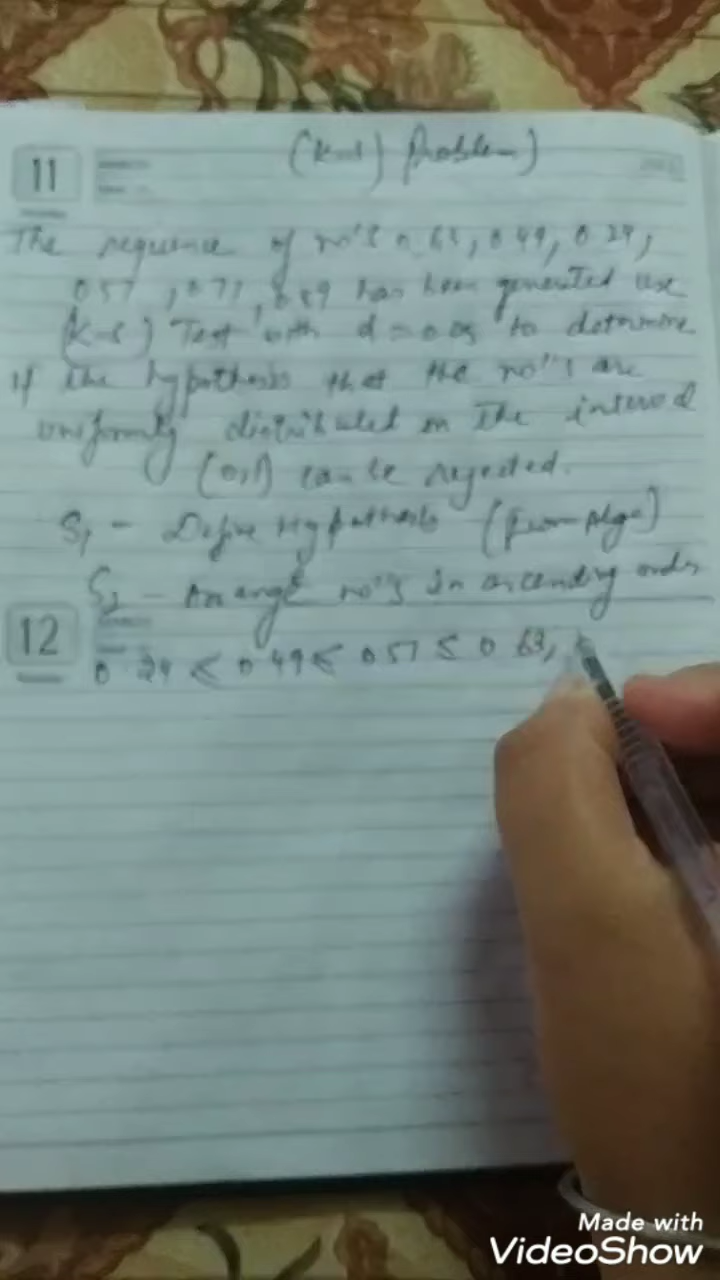 11
(K-S) Problem)
The sequence of no's 0.63, 0.49, 0.24,
0.57, 0.71, 0.89 has been generated use
(K-S) Test with α = 0.05 to determine
If the hypothesis that the no's are
uniformly distributed on the interval
(0,1) can be rejected.
S1 - Define Hypothesis (from Algo)
S2 - Arrange no's in ascending order
12
0.24 < 0.49 ≤ 0.57 ≤ 0.63,
Made with
VideoShow